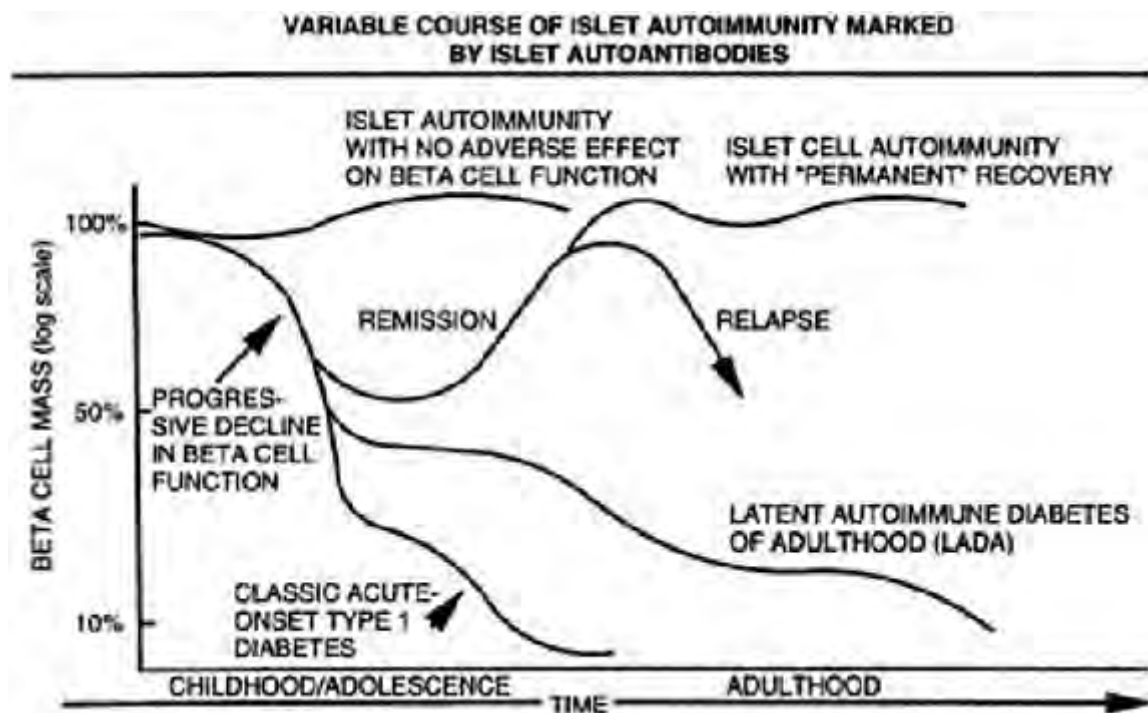 VARIABLE COURSE OF ISLET AUTOIMMUNITY MARKED
BY ISLET AUTOANTIBODIES
ISLET AUTOIMMUNITY
WITH NO ADVERSE EFFECT
ON BETA CELL FUNCTION
ISLET CELL AUTOIMMUNITY
WITH "PERMANENT" RECOVERY
100%
REMISSION
RELAPSE
PROGRES-
SIVE DECLINE
IN BETA CELL
FUNCTION
50%
BETA CELL MASS (log scale)
LATENT AUTOIMMUNE DIABETES
OF ADULTHOOD (LADA)
CLASSIC ACUTE-
ONSET TYPE 1
DIABETES
10%
CHILDHOOD/ADOLESCENCE
ADULTHOOD
TIME